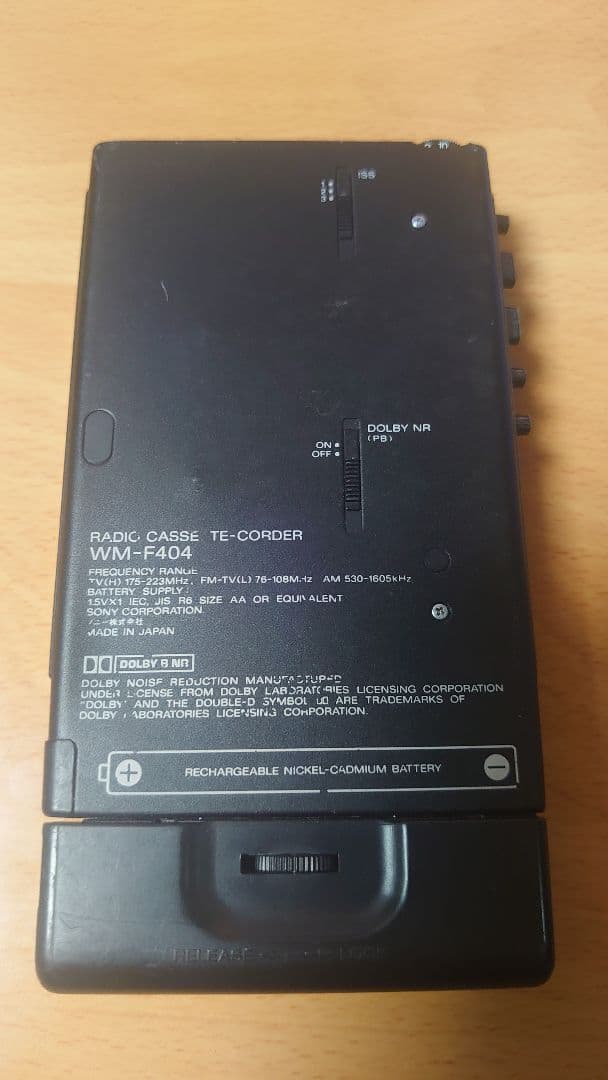 ISS
DOLBY NR
(PB)
ON
OFF
RADIO CASSE TE-CORDER
WM-F404
FREQUENCY RANGE
TV(H) 175-223MHz, FM-TV(L) 76-108MHz AM 530-1605kHz
BATTERY SUPPLY:
1.5V×1 IEC, JIS R6 SIZE AA OR EQUIVALENT
SONY CORPORATION
ソニー株式会社
MADE IN JAPAN
DOLBY B NR
DOLBY NOISE REDUCTION MANUFACTURED
UNDER LICENSE FROM DOLBY LABORATORIES LICENSING CORPORATION
"DOLBY" AND THE DOUBLE-D SYMBOL ARE TRADEMARKS OF
DOLBY LABORATORIES LICENSING CORPORATION.
+ RECHARGEABLE NICKEL-CADMIUM BATTERY −
RELEASE